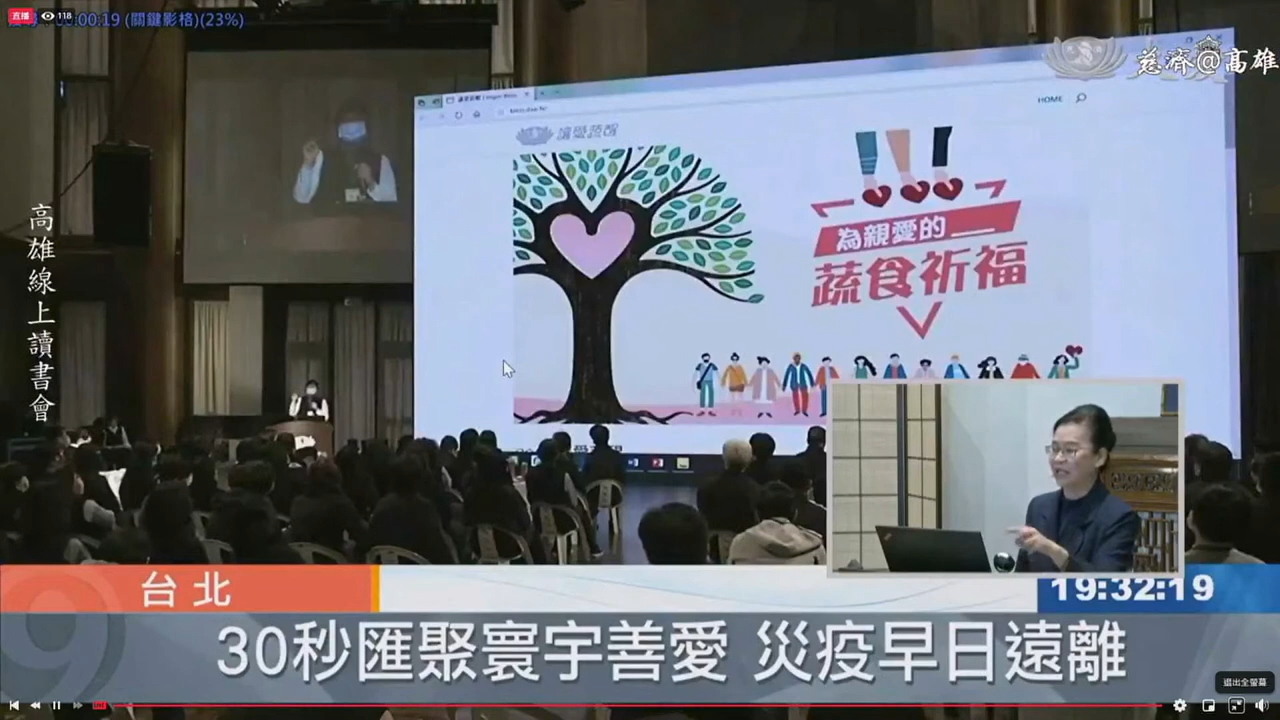 直播 118
00:00:19 (關鍵影格)(23%)
慈濟@高雄
HOME
為親愛的__
蔬食祈福
高雄線上讀書會
台北
19:32:19
30秒匯聚寰宇善愛 災疫早日遠離
退出全螢幕